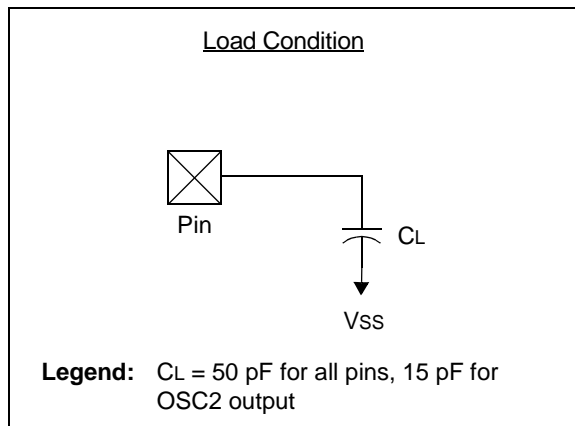 Load Condition
Pin
CL
VSS
Legend: CL = 50 pF for all pins, 15 pF for
OSC2 output